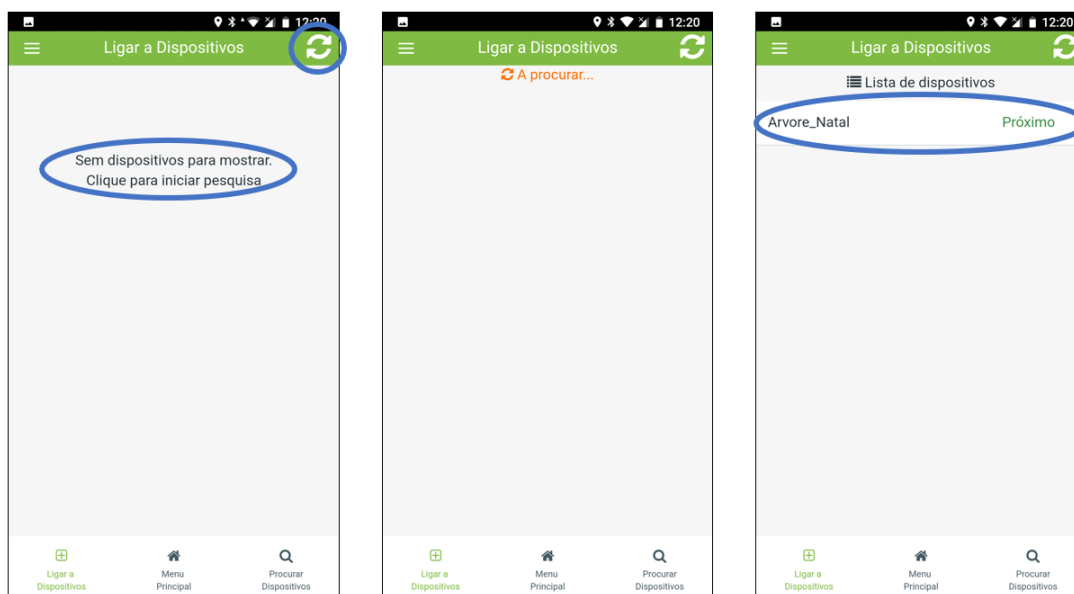 12:20
Ligar a Dispositivos
Sem dispositivos para mostrar.
Clique para iniciar pesquisa
Ligar a
Dispositivos
Menu
Principal
Procurar
Dispositivos
12:20
Ligar a Dispositivos
A procurar...
Ligar a
Dispositivos
Menu
Principal
Procurar
Dispositivos
12:20
Ligar a Dispositivos
Lista de dispositivos
Arvore_Natal Próximo
Ligar a
Dispositivos
Menu
Principal
Procurar
Dispositivos